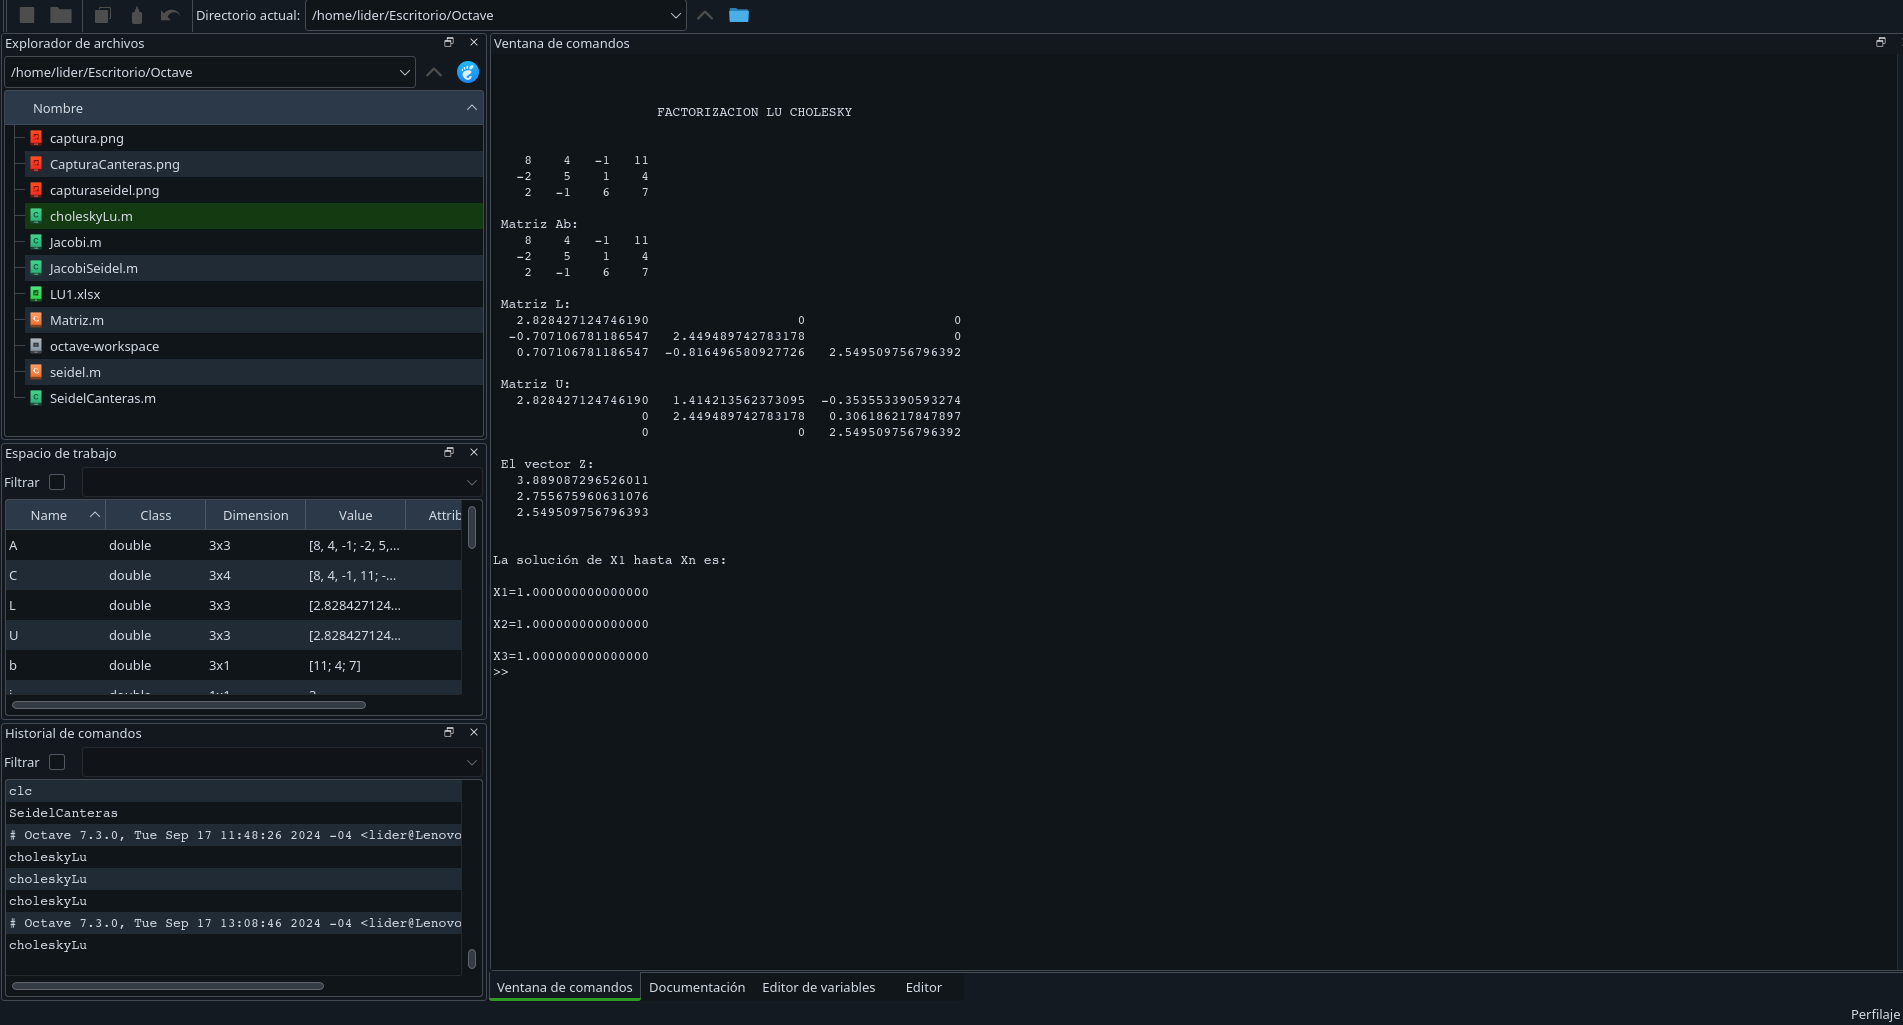 Directorio actual: /home/lider/Escritorio/Octave
Explorador de archivos
/home/lider/Escritorio/Octave
Nombre
captura.png
CapturaCanteras.png
capturaseidel.png
choleskyLu.m
Jacobi.m
JacobiSeidel.m
LU1.xlsx
Matriz.m
octave-workspace
seidel.m
SeidelCanteras.m
Espacio de trabajo
Filtrar
Name Class Dimension Value Attrib
A double 3x3 [8, 4, -1; -2, 5,...
C double 3x4 [8, 4, -1, 11; -...
L double 3x3 [2.828427124...
U double 3x3 [2.828427124...
b double 3x1 [11; 4; 7]
Historial de comandos
Filtrar
clc
SeidelCanteras
# Octave 7.3.0, Tue Sep 17 11:48:26 2024 -04 <lider@Lenovo
choleskyLu
choleskyLu
choleskyLu
# Octave 7.3.0, Tue Sep 17 13:08:46 2024 -04 <lider@Lenovo
choleskyLu
Ventana de comandos
FACTORIZACION LU CHOLESKY
8 4 -1 11
-2 5 1 4
2 -1 6 7
Matriz Ab:
8 4 -1 11
-2 5 1 4
2 -1 6 7
Matriz L:
2.828427124746190 0 0
-0.707106781186547 2.449489742783178 0
0.707106781186547 -0.816496580927726 2.549509756796392
Matriz U:
2.828427124746190 1.414213562373095 -0.353553390593274
0 2.449489742783178 0.306186217847897
0 0 2.549509756796392
El vector Z:
3.889087296526011
2.755675960631076
2.549509756796393
La solución de X1 hasta Xn es:
X1=1.000000000000000
X2=1.000000000000000
X3=1.000000000000000
>>
Ventana de comandos Documentación Editor de variables Editor
Perfilaje